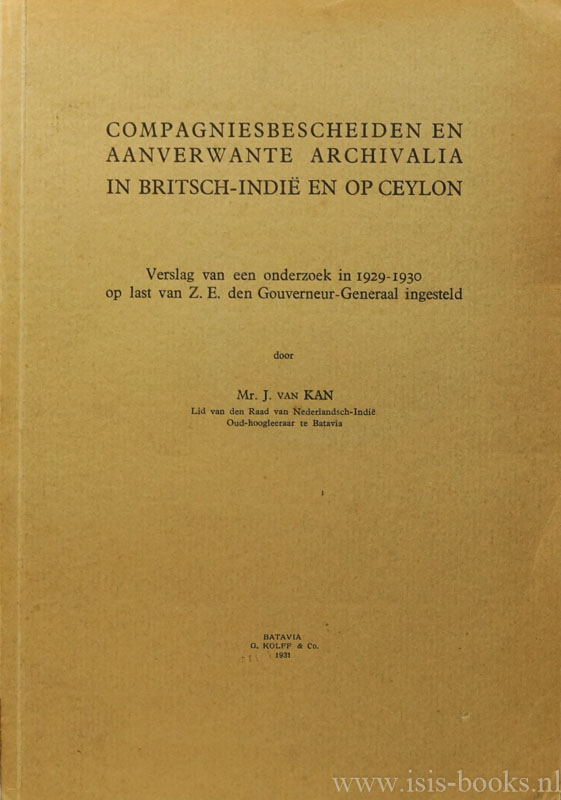 COMPAGNIESBESCHEIDEN EN
AANVERWANTE ARCHIVALIA
IN BRITSCH-INDIË EN OP CEYLON
Verslag van een onderzoek in 1929-1930
op last van Z. E. den Gouverneur-Generaal ingesteld
door
Mr. J. VAN KAN
Lid van den Raad van Nederlandsch-Indië
Oud-hoogleeraar te Batavia
BATAVIA
G. KOLFF & Co.
1931
www.isis-books.nl